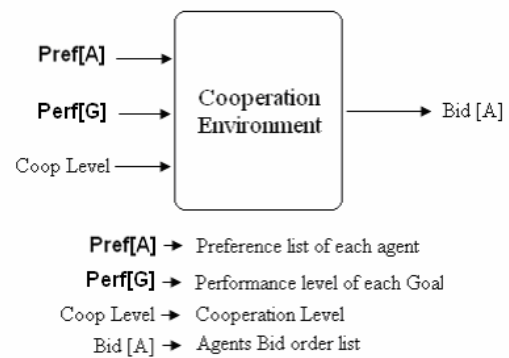 Pref[A]
Perf[G]
Coop Level
Cooperation
Environment
Bid [A]
Pref[A] → Preference list of each agent
Perf[G] → Performance level of each Goal
Coop Level → Cooperation Level
Bid [A] → Agents Bid order list